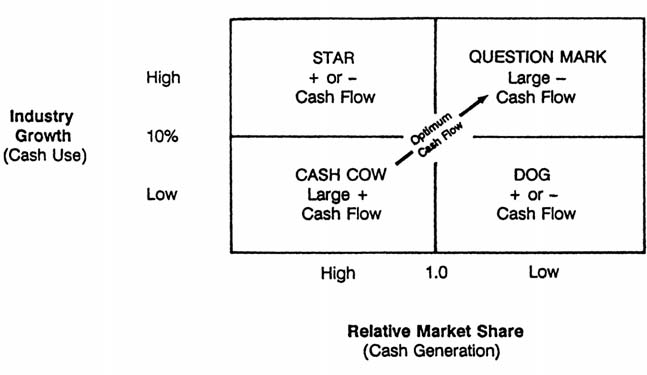 STAR
+ or –
Cash Flow
QUESTION MARK
Large –
Cash Flow
High
Industry
Growth
(Cash Use)
10%
Optimum
Cash Flow
Low
CASH COW
Large +
Cash Flow
DOG
+ or –
Cash Flow
High
1.0
Low
Relative Market Share
(Cash Generation)